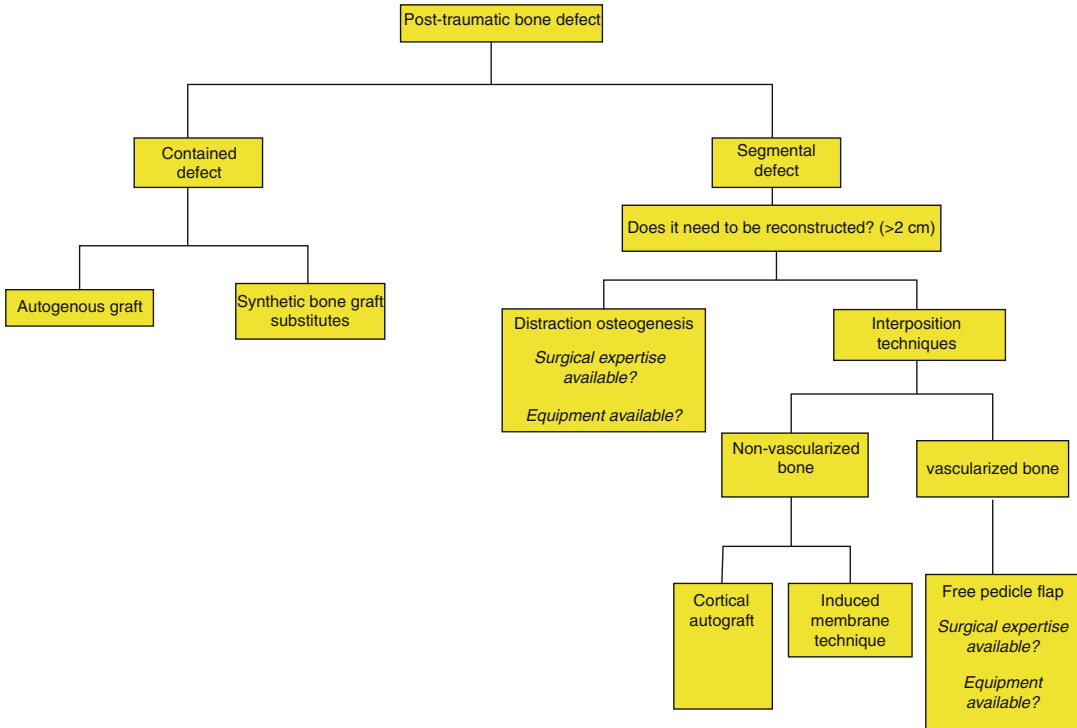 Post-traumatic bone defect
Contained
defect
Segmental
defect
Does it need to be reconstructed? (>2 cm)
Autogenous graft
Synthetic bone graft
substitutes
Distraction osteogenesis
Surgical expertise
available?
Equipment available?
Interposition
techniques
Non-vascularized
bone
vascularized bone
Cortical
autograft
Induced
membrane
technique
Free pedicle flap
Surgical expertise
available?
Equipment
available?